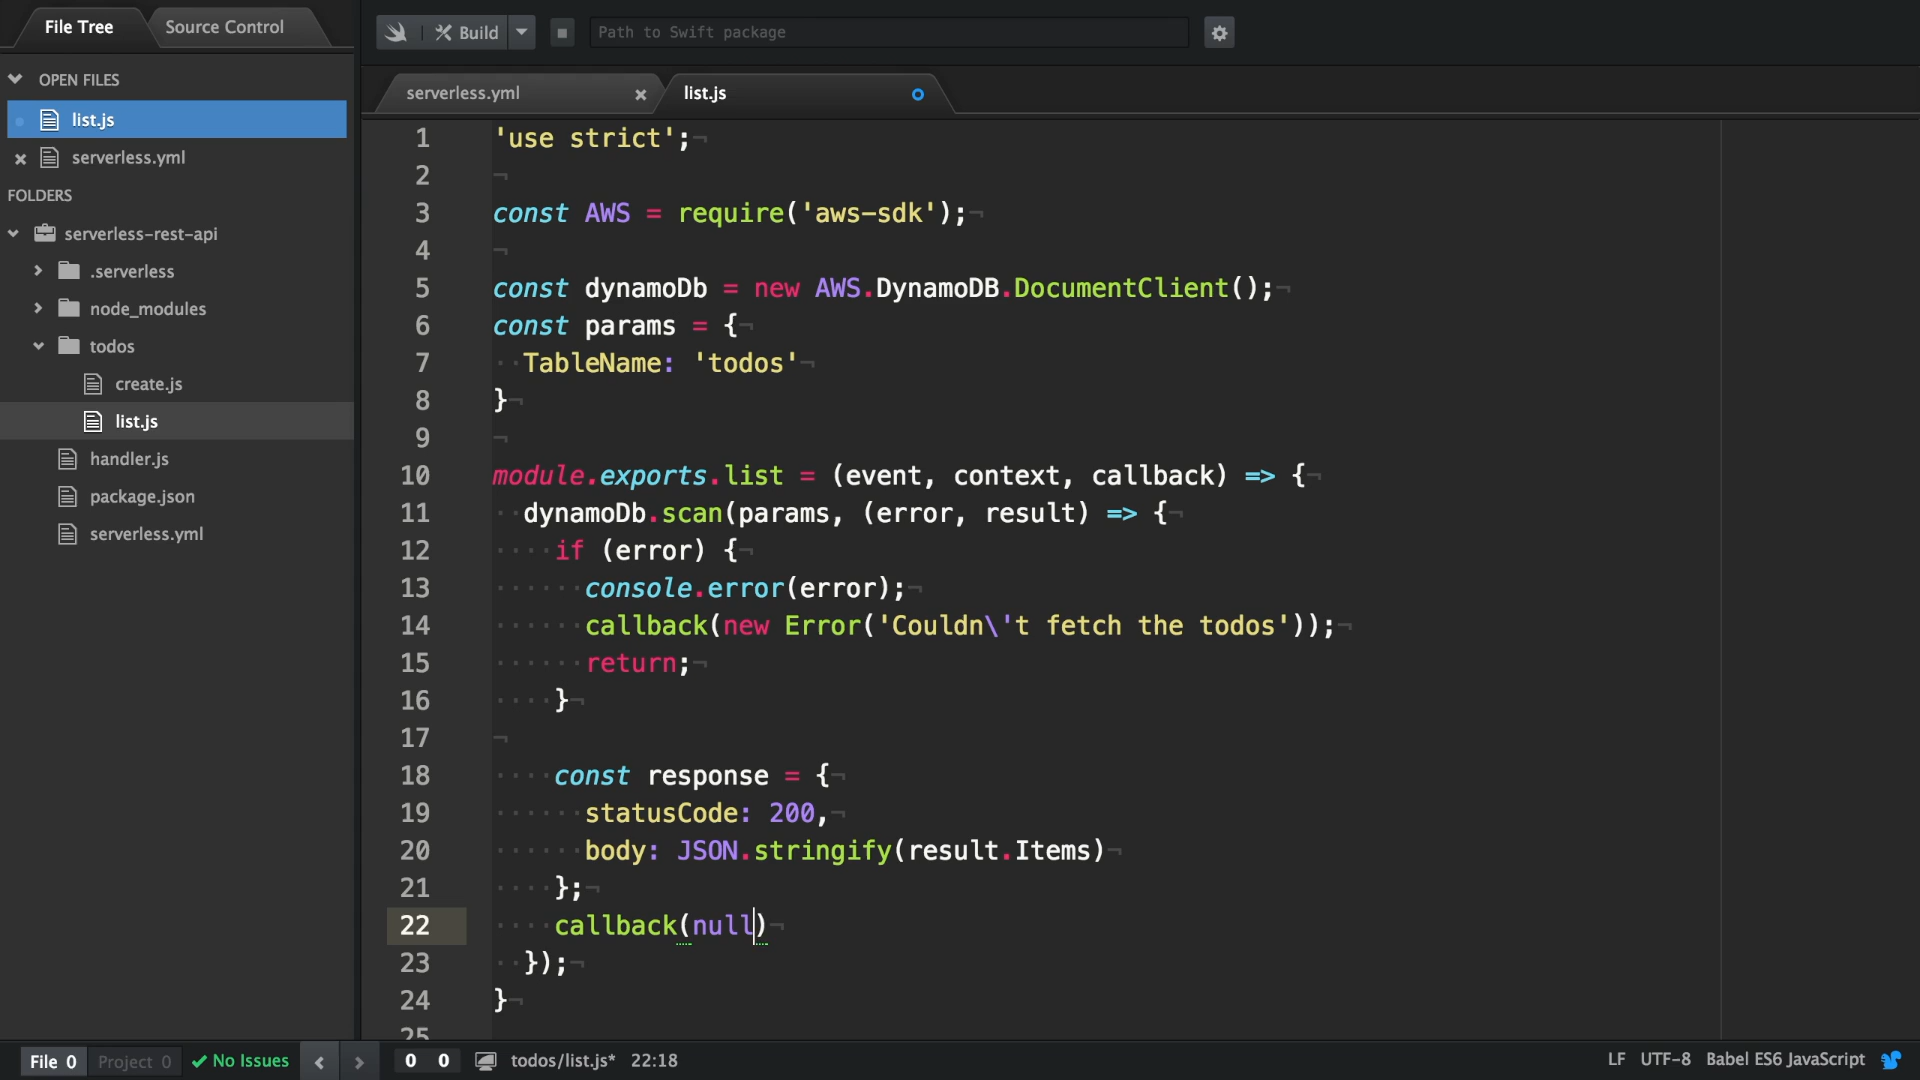 File Tree
Source Control
Build
Path to Swift package
OPEN FILES
list.js
serverless.yml
FOLDERS
serverless-rest-api
.serverless
node_modules
todos
create.js
list.js
handler.js
package.json
serverless.yml
serverless.yml
list.js
1 'use strict';
2
3 const AWS = require('aws-sdk');
4
5 const dynamoDb = new AWS.DynamoDB.DocumentClient();
6 const params = {
7 TableName: 'todos'
8 }
9
10 module.exports.list = (event, context, callback) => {
11 dynamoDb.scan(params, (error, result) => {
12 if (error) {
13 console.error(error);
14 callback(new Error('Couldn\'t fetch the todos'));
15 return;
16 }
17
18 const response = {
19 statusCode: 200,
20 body: JSON.stringify(result.Items)
21 };
22 callback(null)
23 });
24 }
25
File 0 Project 0 No Issues 0 0 todos/list.js* 22:18 LF UTF-8 Babel ES6 JavaScript